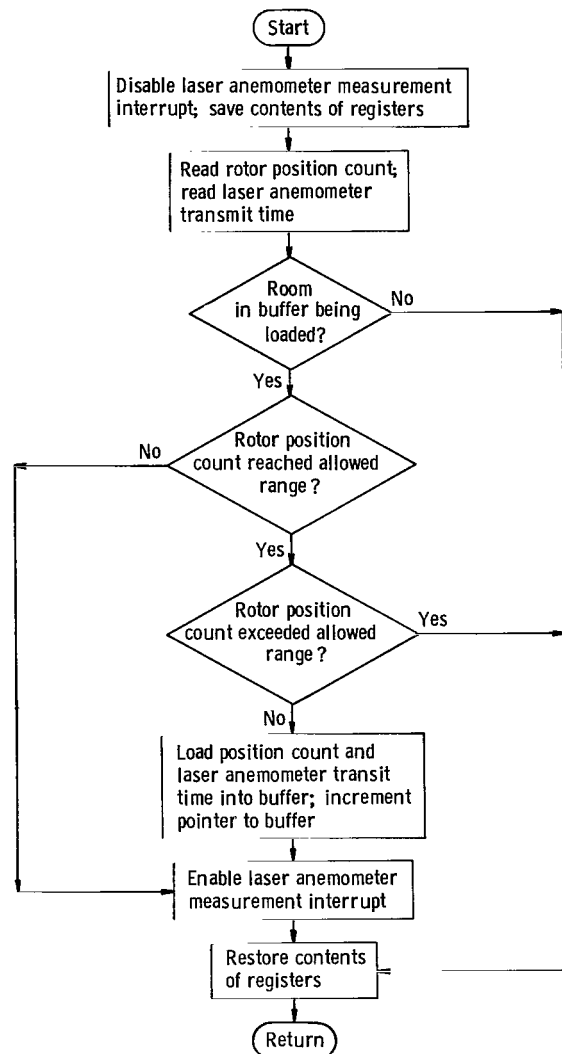 Start
Disable laser anemometer measurement
interrupt; save contents of registers
Read rotor position count;
read laser anemometer
transmit time
Room
in buffer being
loaded?
No
Yes
Rotor position
count reached allowed
range?
No
Yes
Rotor position
count exceeded allowed
range?
Yes
No
Load position count and
laser anemometer transit
time into buffer; increment
pointer to buffer
Enable laser anemometer
measurement interrupt
Restore contents
of registers
Return